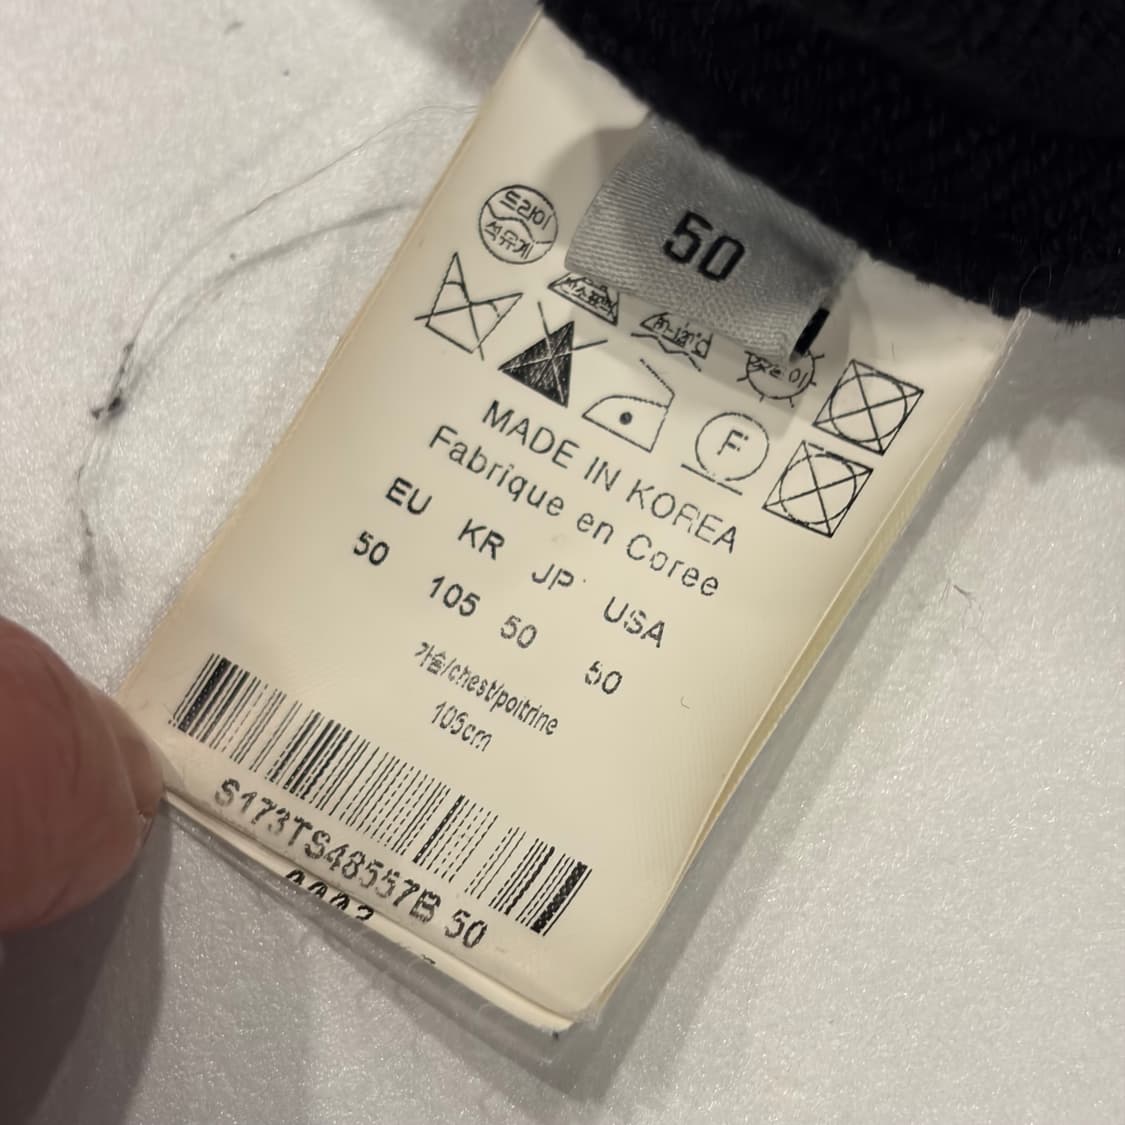 50
드라이
석유계
F
MADE IN KOREA
Fabrique en Coree
EU KR JP USA
50 105 50 50
가슴/chest/poitrine
105cm
S173TS48557B 50